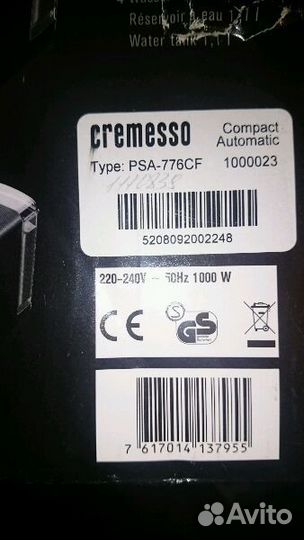 Réservoir à eau 1,1 l
Water tank 1,1 l
cremesso Compact
Automatic
Type: PSA-776CF 1000023
5208092002248
220-240V ~ 50Hz 1000 W
CE S GS
7 617014 137955
Avito